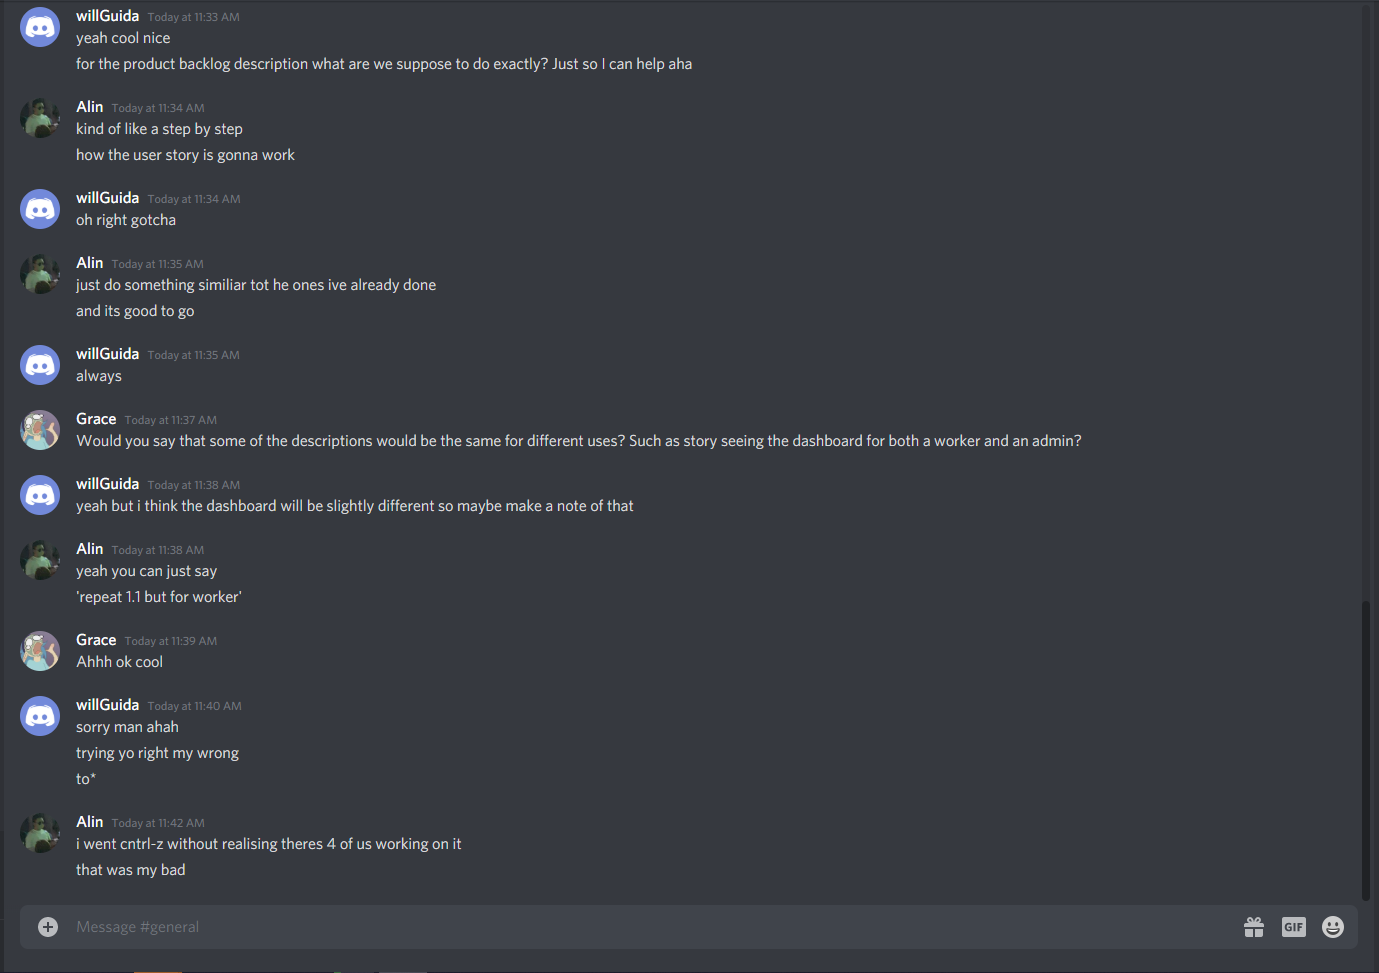 willGuida Today at 11:33 AM
yeah cool nice
for the product backlog description what are we suppose to do exactly? Just so I can help aha
Alin Today at 11:34 AM
kind of like a step by step
how the user story is gonna work
willGuida Today at 11:34 AM
oh right gotcha
Alin Today at 11:35 AM
just do something similiar tot he ones ive already done
and its good to go
willGuida Today at 11:35 AM
always
Grace Today at 11:37 AM
Would you say that some of the descriptions would be the same for different uses? Such as story seeing the dashboard for both a worker and an admin?
willGuida Today at 11:38 AM
yeah but i think the dashboard will be slightly different so maybe make a note of that
Alin Today at 11:38 AM
yeah you can just say
'repeat 1.1 but for worker'
Grace Today at 11:39 AM
Ahhh ok cool
willGuida Today at 11:40 AM
sorry man ahah
trying yo right my wrong
to*
Alin Today at 11:42 AM
i went cntrl-z without realising theres 4 of us working on it
that was my bad
Message #general
GIF